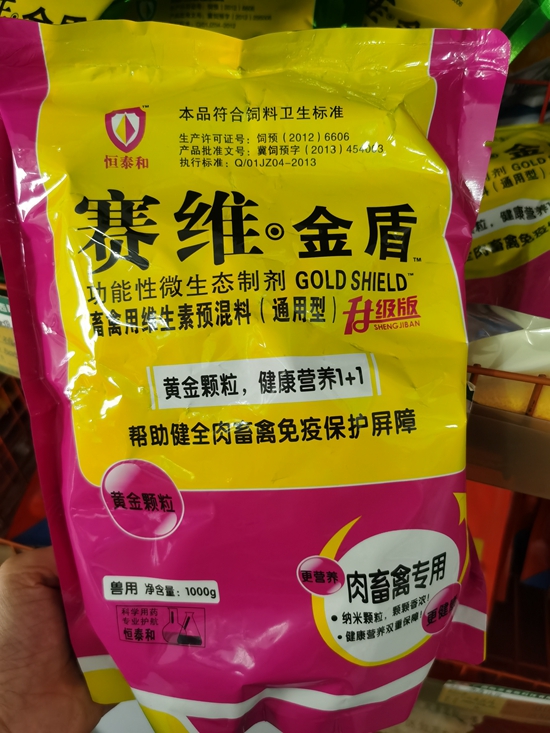 本品符合饲料卫生标准
生产许可证号：饲预（2012）6606
产品批准文号：冀饲预字（2013）454003
执行标准：Q/01JZ04-2013
TM
恒泰和
赛维·金盾
TM
功能性微生态制剂 GOLD SHIELD™
畜禽用维生素预混料（通用型）升级版
SHENG JI BAN
黄金颗粒，健康营养1+1
帮助健全肉畜禽免疫保护屏障
黄金颗粒
更营养
肉畜禽专用
• 纳米颗粒，颗颗香浓！
• 健康营养双重保障！
兽用 净含量：1000g
科学用药
专业护航
恒泰和